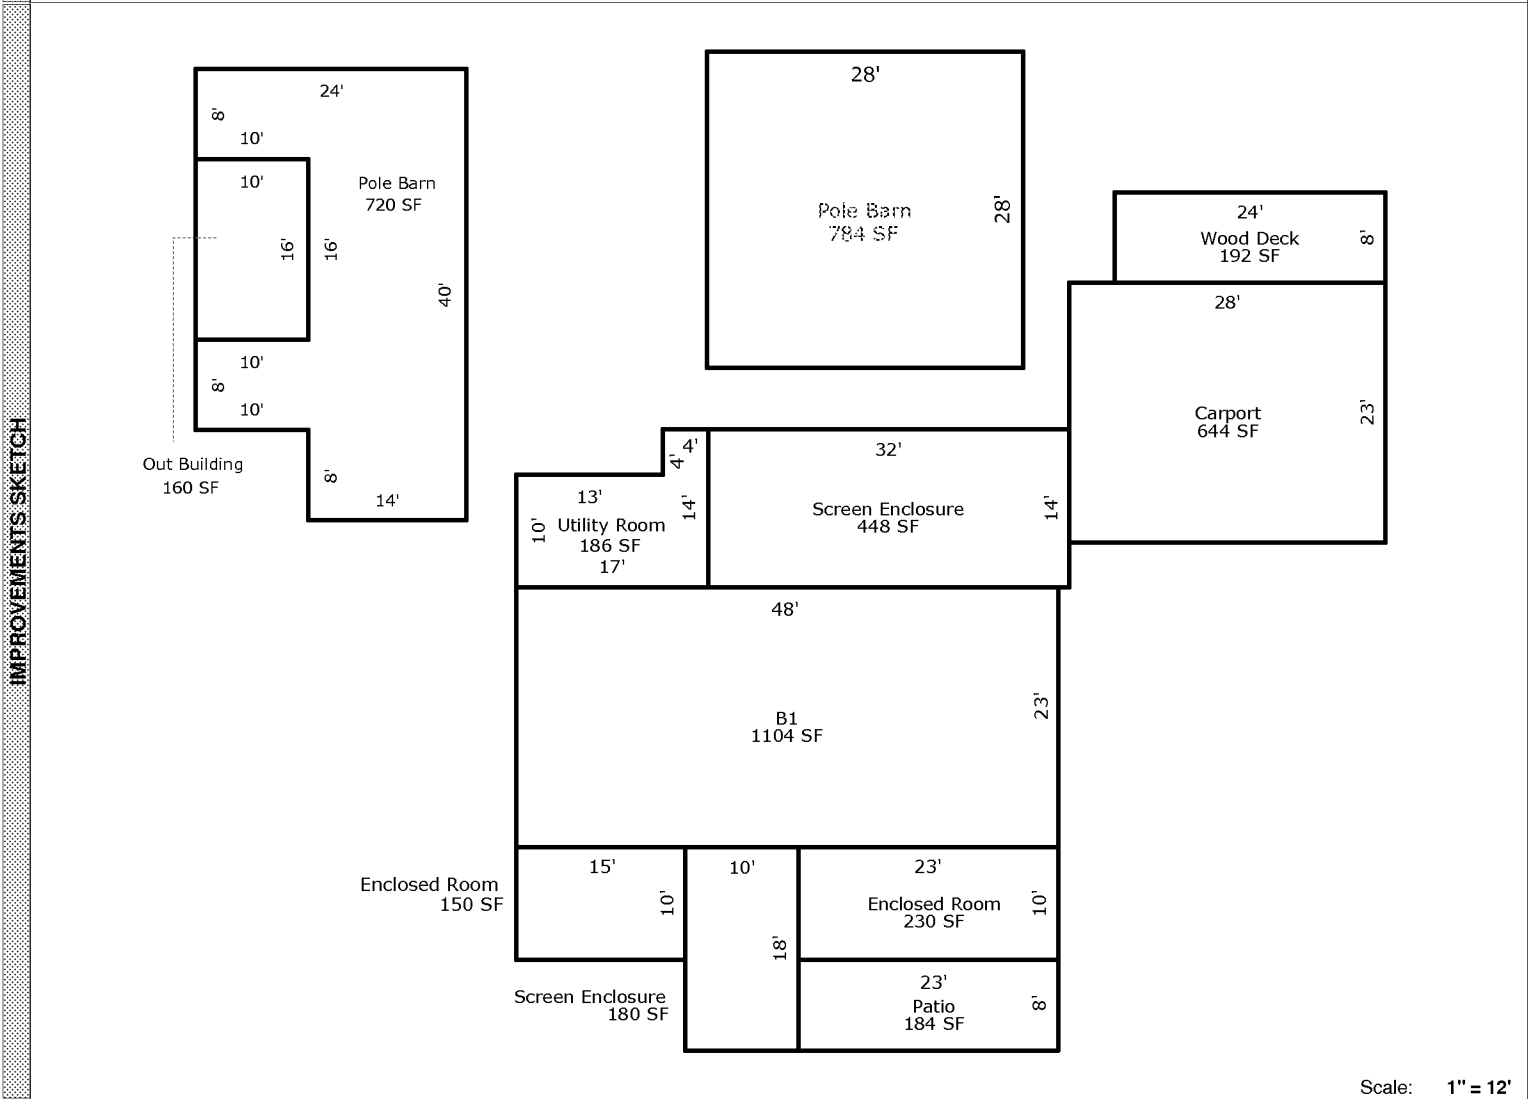 IMPROVEMENTS SKETCH
24'
8'
10'
10'
Pole Barn
720 SF
16'
16'
40'
10'
8'
10'
Out Building
160 SF
8'
14'
28'
Pole Barn
784 SF
28'
24'
Wood Deck
192 SF
8'
28'
Carport
644 SF
23'
4'
4'
13'
10'
Utility Room
186 SF
17'
14'
32'
Screen Enclosure
448 SF
14'
48'
B1
1104 SF
23'
15'
Enclosed Room
150 SF
10'
10'
18'
Screen Enclosure
180 SF
23'
Enclosed Room
230 SF
10'
23'
Patio
184 SF
8'
Scale: 1" = 12'